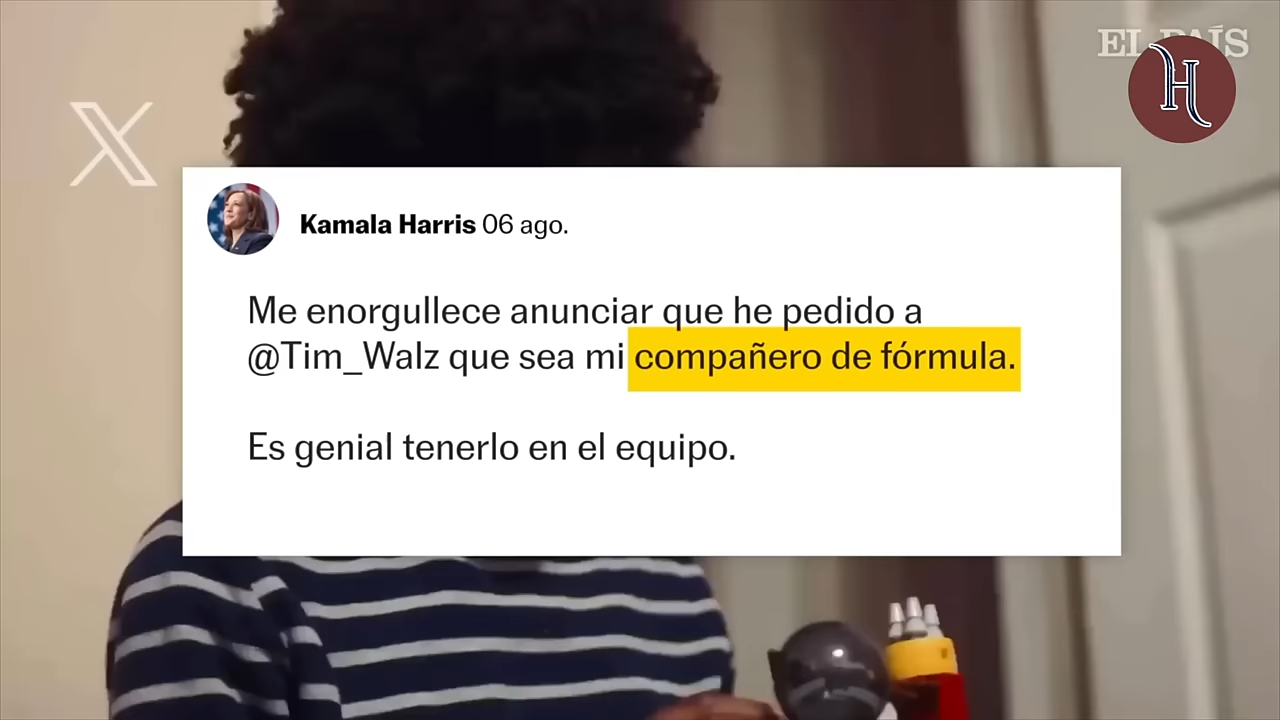 EL PAÍS
H
X
Kamala Harris 06 ago.
Me enorgullece anunciar que he pedido a
@Tim_Walz que sea mi compañero de fórmula.
Es genial tenerlo en el equipo.